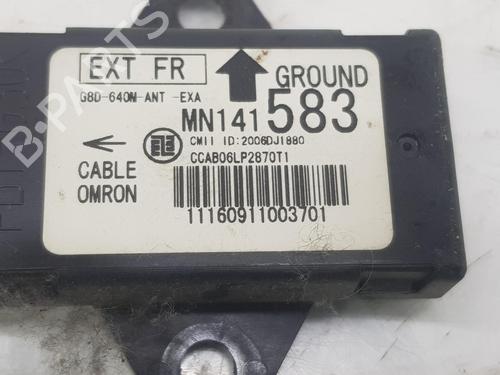 EXT FR
GROUND
G8D-640M-ANT -EXA
MN141583
CMII ID:2006DJ1880
CCAB06LP2870T1
CABLE
OMRON
11160911003701
B-PARTS